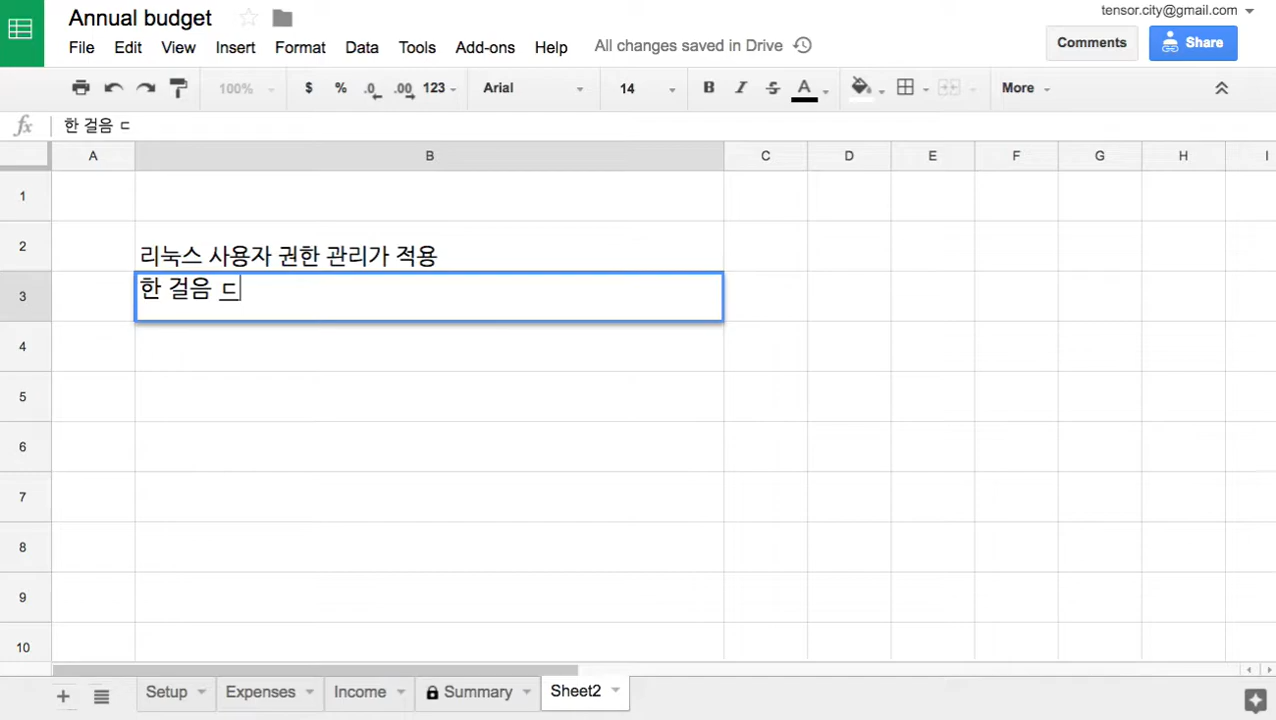 Annual budget
tensor.city@gmail.com
File Edit View Insert Format Data Tools Add-ons Help All changes saved in Drive
Comments
Share
100% $ % .0 .00 123 Arial 14 B I S A More
fx 한 걸음 ㄷ
A B C D E F G H I
1
2 리눅스 사용자 권한 관리가 적용
3 한 걸음 ㄷ
4
5
6
7
8
9
10
Setup Expenses Income Summary Sheet2